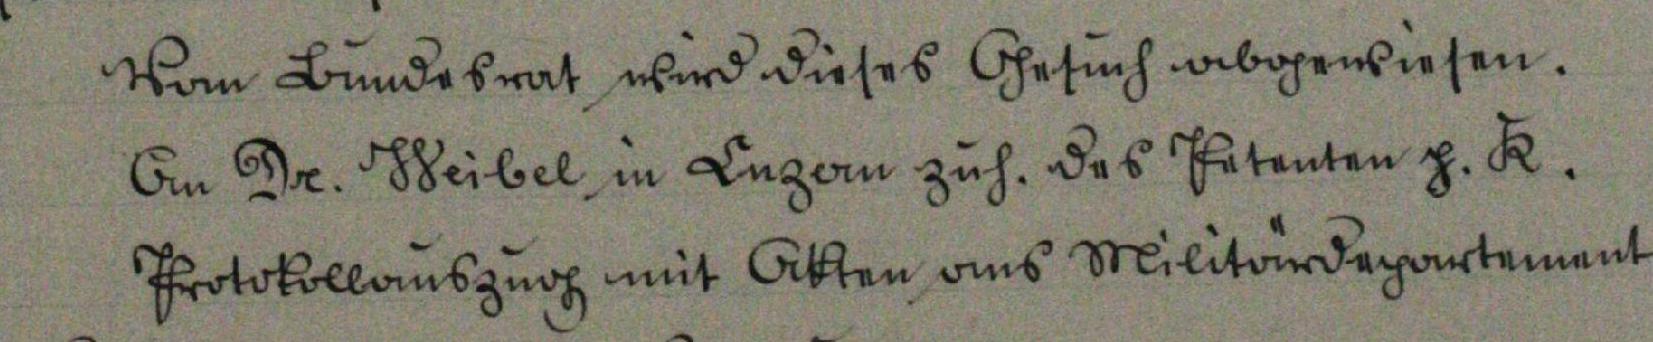 Vom Bundesrat wird dieses Gesuch abgewiesen.
An Dr. Weibel in Luzern zuh. des Petenten p. K.
Protokollauszug mit Akten ans Militärdepartement